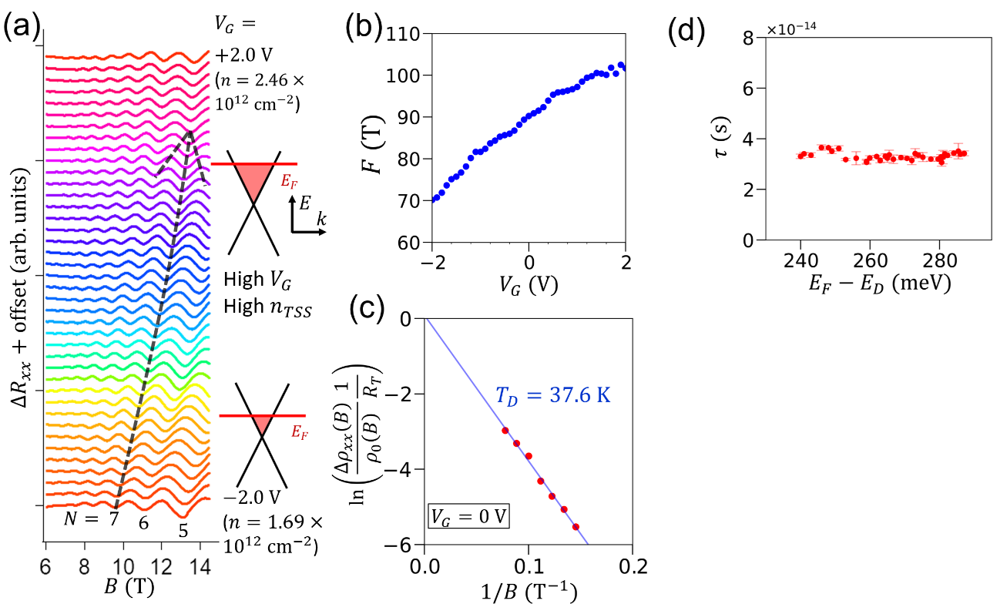 (a)
V_G =
+2.0 V
(n = 2.46 ×
10^12 cm^−2)
E_F
E
k
High V_G
High n_TSS
E_F
−2.0 V
(n = 1.69 ×
10^12 cm^−2)
N = 7 6 5
ΔR_xx + offset (arb. units)
6 8 10 12 14
B (T)
(b)
110
100
90
80
70
60
F (T)
−2 0 2
V_G (V)
(c)
0
−2
−4
−6
ln (Δρ_xx(B)/ρ_0(B) 1/R_T)
T_D = 37.6 K
V_G = 0 V
0.0 0.1 0.2
1/B (T^−1)
(d)
×10^−14
8
6
4
2
0
τ (s)
240 260 280
E_F − E_D (meV)